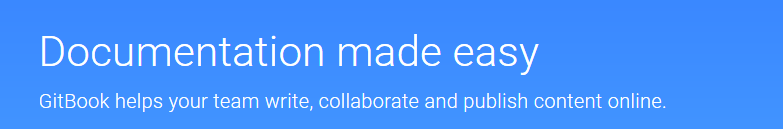 Documentation made easy
GitBook helps your team write, collaborate and publish content online.